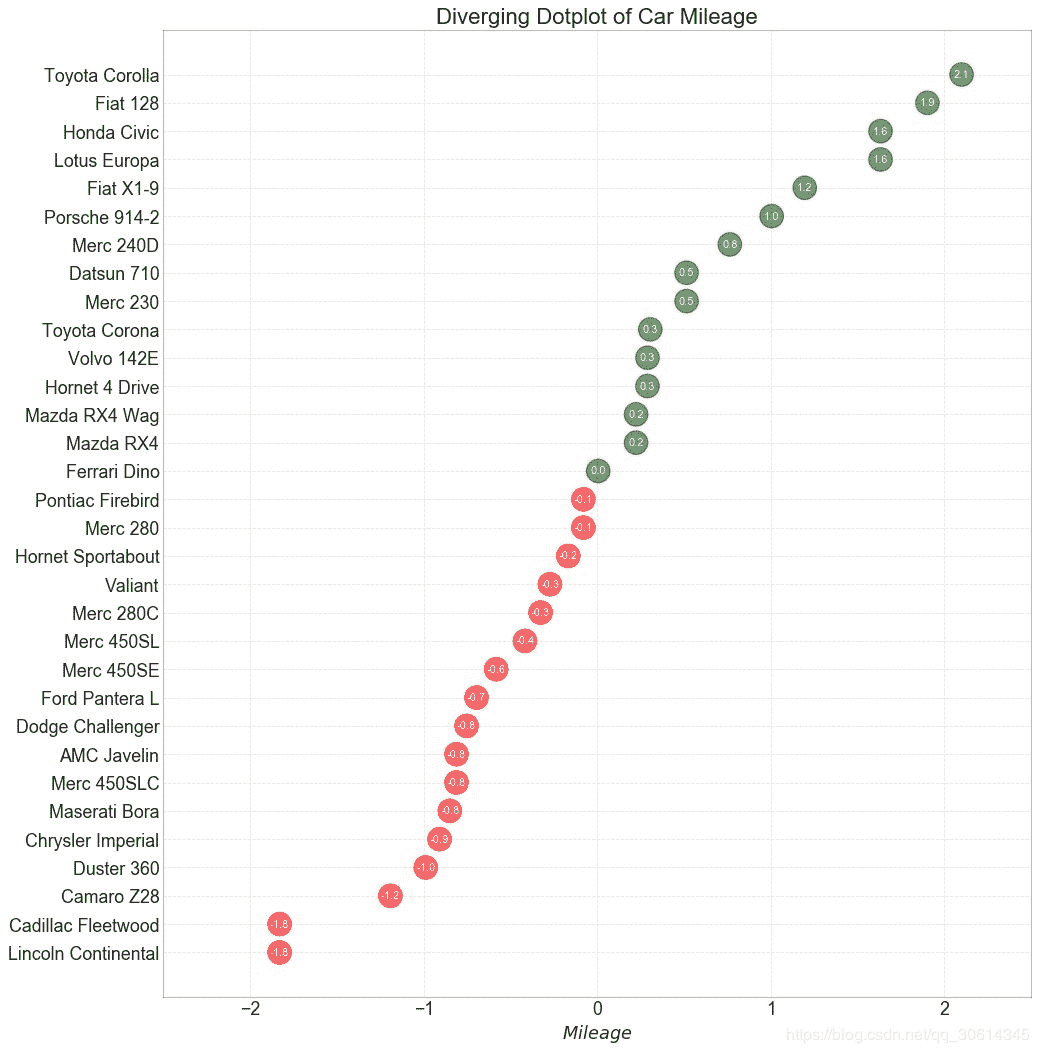 Diverging Dotplot of Car Mileage
Toyota Corolla 2.1
Fiat 128 1.9
Honda Civic 1.6
Lotus Europa 1.6
Fiat X1-9 1.2
Porsche 914-2 1.0
Merc 240D 0.8
Datsun 710 0.5
Merc 230 0.5
Toyota Corona 0.3
Volvo 142E 0.3
Hornet 4 Drive 0.3
Mazda RX4 Wag 0.2
Mazda RX4 0.2
Ferrari Dino 0.0
Pontiac Firebird -0.1
Merc 280 -0.1
Hornet Sportabout -0.2
Valiant -0.3
Merc 280C -0.3
Merc 450SL -0.4
Merc 450SE -0.6
Ford Pantera L -0.7
Dodge Challenger -0.8
AMC Javelin -0.8
Merc 450SLC -0.8
Maserati Bora -0.8
Chrysler Imperial -0.9
Duster 360 -1.0
Camaro Z28 -1.2
Cadillac Fleetwood -1.8
Lincoln Continental -1.8
−2 −1 0 1 2
Mileage
https://blog.csdn.net/qq_30614345